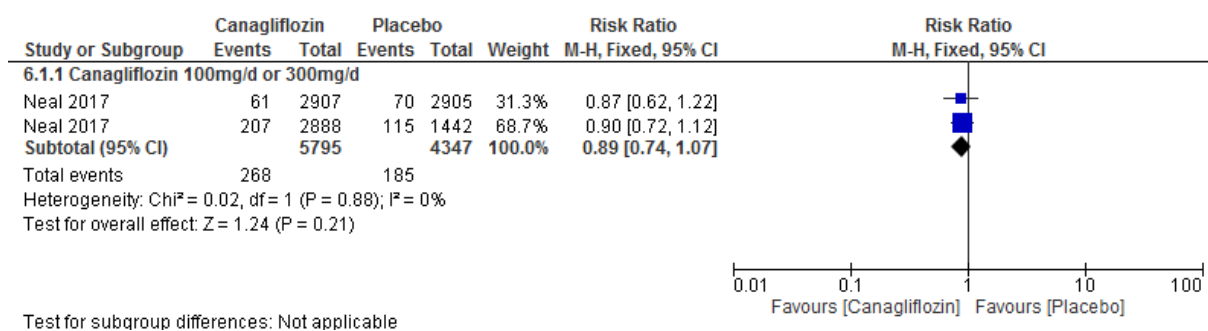 Canagliflozin Placebo Risk Ratio Risk Ratio
Study or Subgroup Events Total Events Total Weight M-H, Fixed, 95% CI M-H, Fixed, 95% CI
6.1.1 Canagliflozin 100mg/d or 300mg/d
Neal 2017 61 2907 70 2905 31.3% 0.87 [0.62, 1.22]
Neal 2017 207 2888 115 1442 68.7% 0.90 [0.72, 1.12]
Subtotal (95% CI) 5795 4347 100.0% 0.89 [0.74, 1.07]
Total events 268 185
Heterogeneity: Chi² = 0.02, df = 1 (P = 0.88); I² = 0%
Test for overall effect: Z = 1.24 (P = 0.21)
0.01 0.1 1 10 100
Favours [Canagliflozin] Favours [Placebo]
Test for subgroup differences: Not applicable